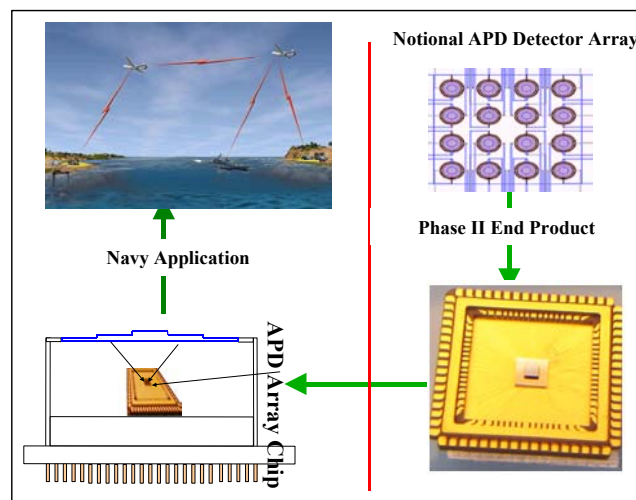 Notional APD Detector Array
Phase II End Product
Navy Application
APD Array Chip